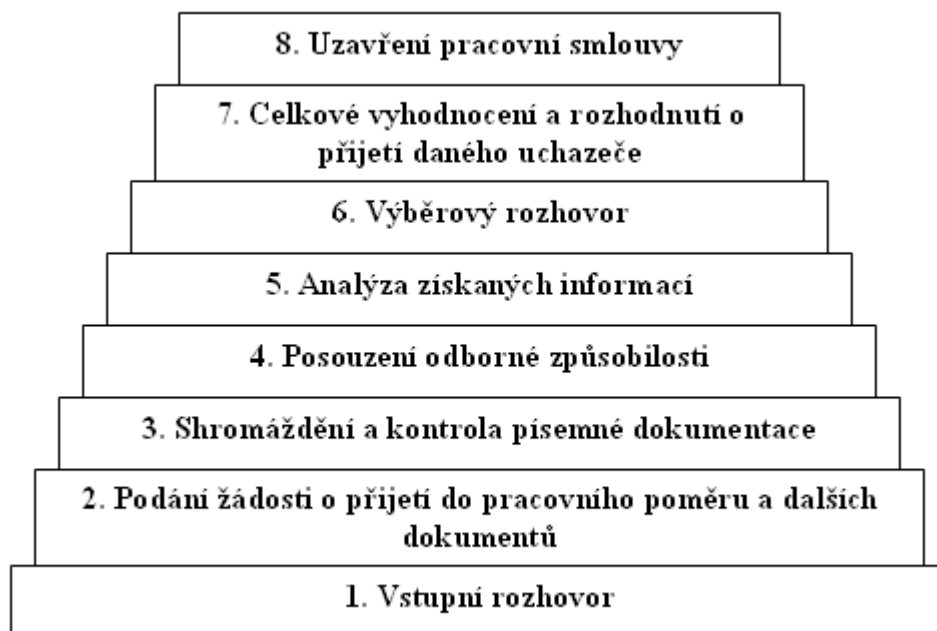 8. Uzavření pracovní smlouvy
7. Celkové vyhodnocení a rozhodnutí o
přijetí daného uchazeče
6. Výběrový rozhovor
5. Analýza získaných informací
4. Posouzení odborné způsobilosti
3. Shromáždění a kontrola písemné dokumentace
2. Podání žádosti o přijetí do pracovního poměru a dalších
dokumentů
1. Vstupní rozhovor